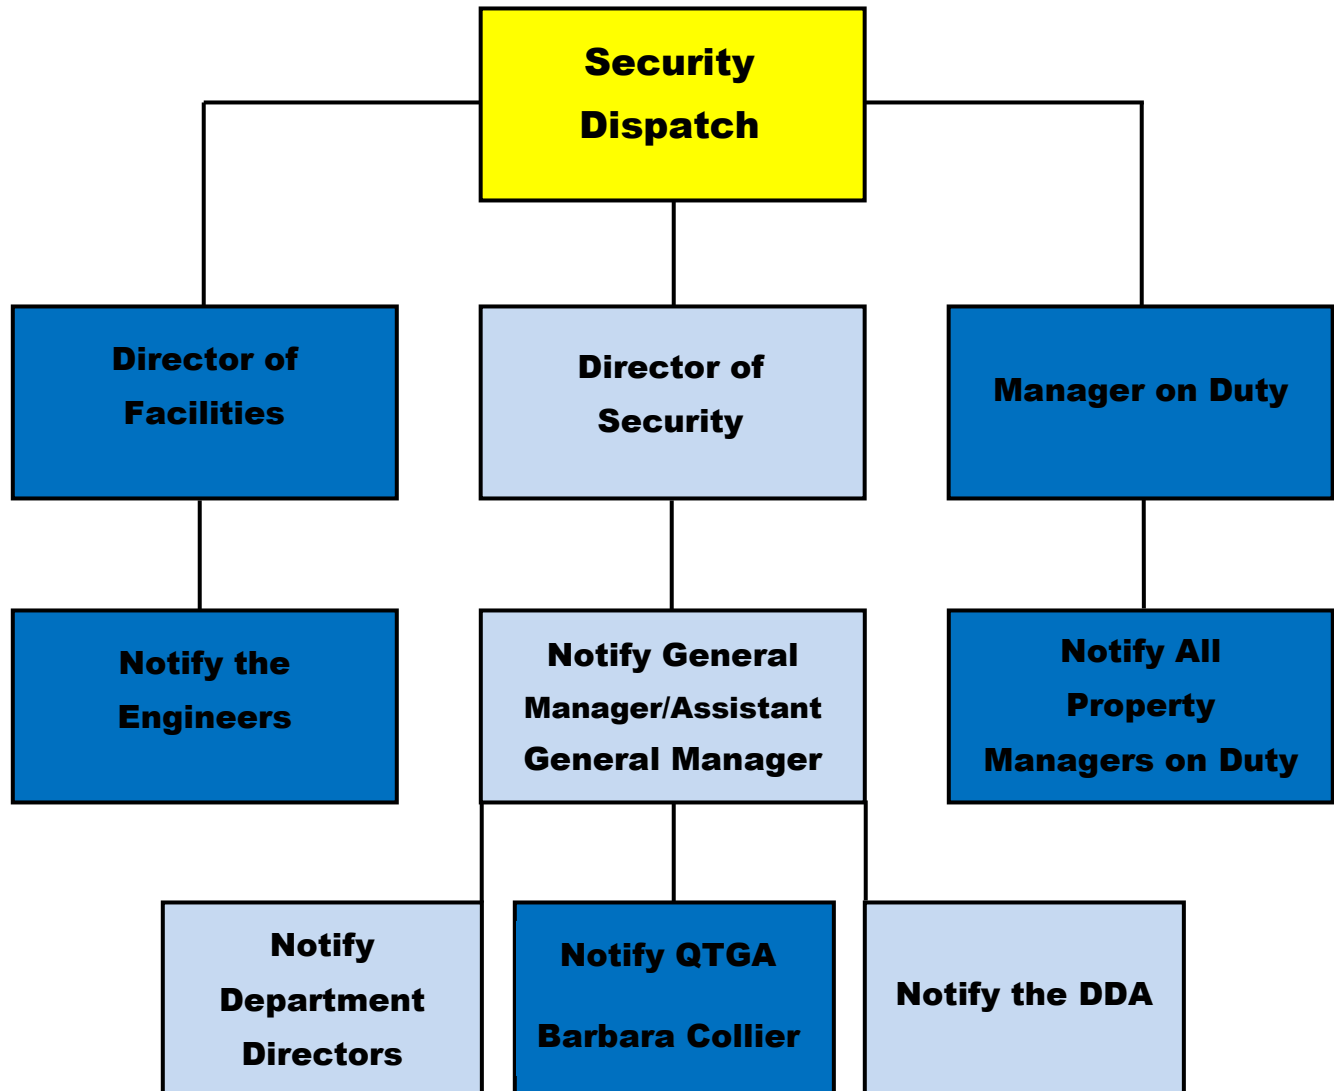 Security
Dispatch
Director of
Facilities
Director of
Security
Manager on Duty
Notify the
Engineers
Notify General
Manager/Assistant
General Manager
Notify All
Property
Managers on Duty
Notify
Department
Directors
Notify QTGA
Barbara Collier
Notify the DDA